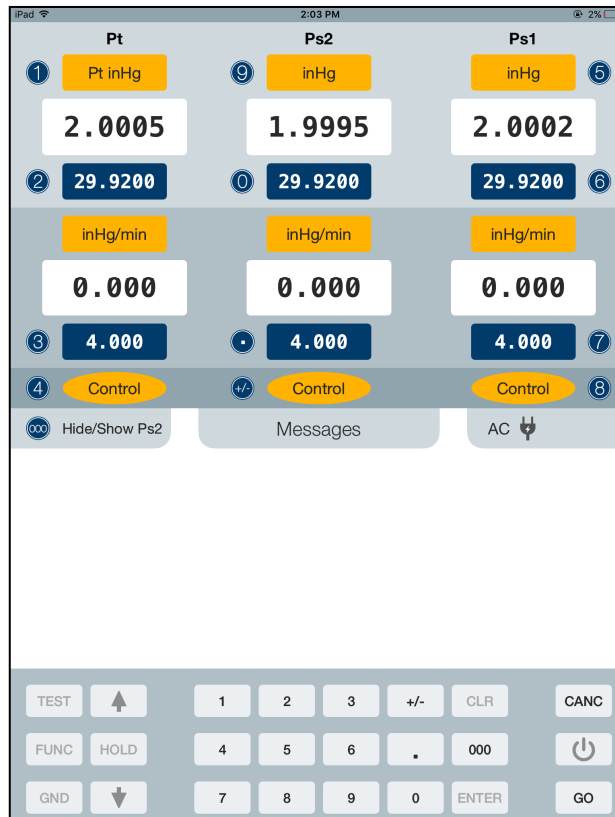 iPad 2:03 PM 2%
Pt Ps2 Ps1
1 Pt inHg 9 inHg inHg 5
2.0005 1.9995 2.0002
2 29.9200 0 29.9200 29.9200 6
inHg/min inHg/min inHg/min
0.000 0.000 0.000
3 4.000 . 4.000 4.000 7
4 Control +/- Control Control 8
000 Hide/Show Ps2 Messages AC
TEST 1 2 3 +/- CLR CANC
FUNC HOLD 4 5 6 . 000
GND 7 8 9 0 ENTER GO